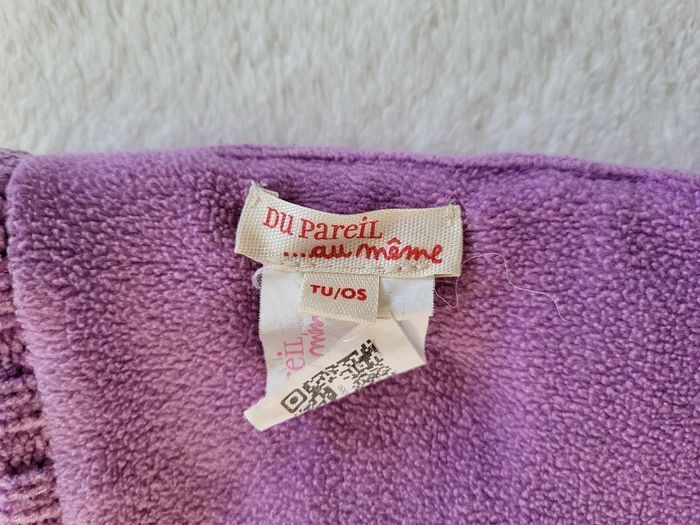 DU PAREIL
....au même
TU/OS